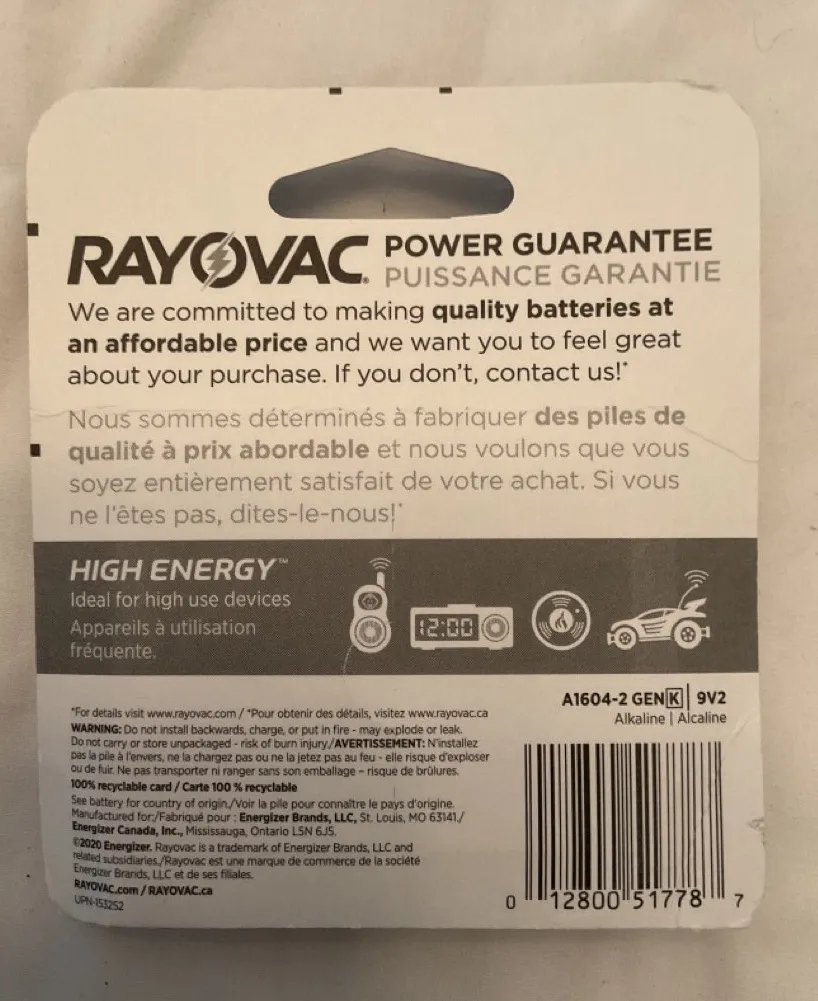 RAYOVAC.
POWER GUARANTEE
PUISSANCE GARANTIE
We are committed to making quality batteries at
an affordable price and we want you to feel great
about your purchase. If you don't, contact us!*
Nous sommes déterminés à fabriquer des piles de
qualité à prix abordable et nous voulons que vous
soyez entièrement satisfait de votre achat. Si vous
ne l'êtes pas, dites-le-nous!*
HIGH ENERGY™
Ideal for high use devices
Appareils à utilisation
fréquente.
12:00
*For details visit www.rayovac.com / *Pour obtenir des détails, visitez www.rayovac.ca
WARNING: Do not install backwards, charge, or put in fire - may explode or leak.
Do not carry or store unpackaged - risk of burn injury./AVERTISSEMENT: N'installez
pas la pile à l'envers, ne la chargez pas ou ne la jetez pas au feu - elle risque d'exploser
ou de fuir. Ne pas transporter ni ranger sans son emballage – risque de brûlures.
100% recyclable card / Carte 100 % recyclable
See battery for country of origin./Voir la pile pour connaître le pays d'origine.
Manufactured for:/Fabriqué pour : Energizer Brands, LLC, St. Louis, MO 63141./
Energizer Canada, Inc., Mississauga, Ontario L5N 6J5.
©2020 Energizer. Rayovac is a trademark of Energizer Brands, LLC and
related subsidiaries./Rayovac est une marque de commerce de la société
Energizer Brands, LLC et de ses filiales.
RAYOVAC.com / RAYOVAC.ca
UPN-153252
A1604-2 GEN K | 9V2
Alkaline | Alcaline
0 12800 51778 7